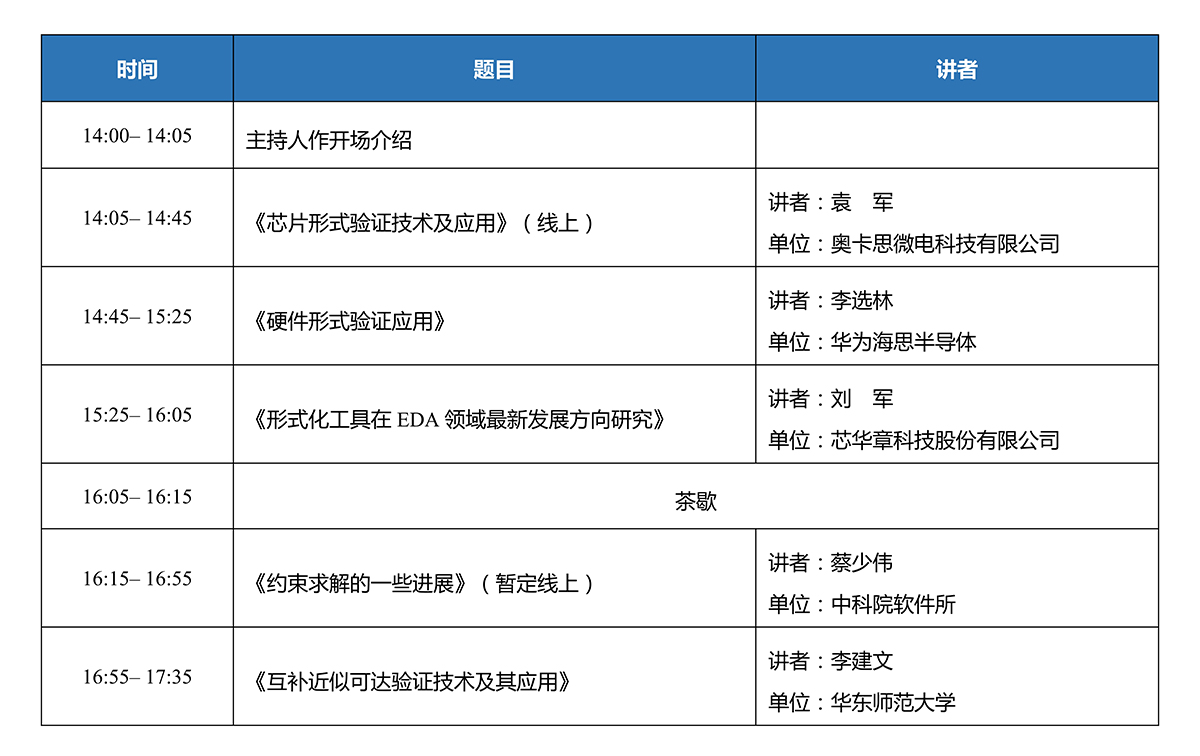 时间 题目 讲者
14:00– 14:05 主持人作开场介绍
14:05– 14:45 《芯片形式验证技术及应用》（线上） 讲者：袁　军
单位：奥卡思微电科技有限公司
14:45– 15:25 《硬件形式验证应用》 讲者：李选林
单位：华为海思半导体
15:25– 16:05 《形式化工具在 EDA 领域最新发展方向研究》 讲者：刘　军
单位：芯华章科技股份有限公司
16:05– 16:15 茶歇
16:15– 16:55 《约束求解的一些进展》（暂定线上） 讲者：蔡少伟
单位：中科院软件所
16:55– 17:35 《互补近似可达验证技术及其应用》 讲者：李建文
单位：华东师范大学